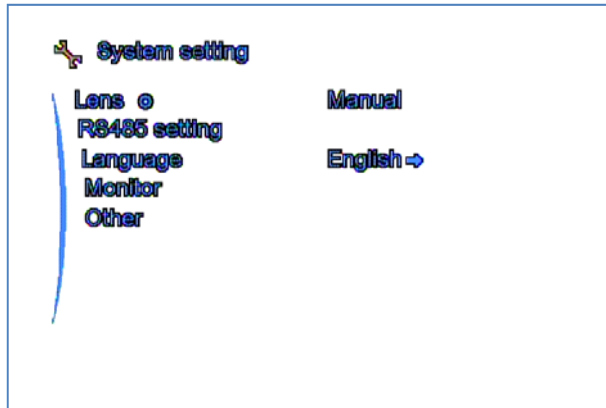 System setting
Lens Manual
RS485 setting
Language English →
Monitor
Other